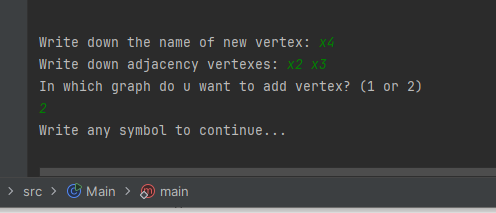 Write down the name of new vertex: x4
Write down adjacency vertexes: x2 x3
In which graph do u want to add vertex? (1 or 2)
2
Write any symbol to continue...
src Main main